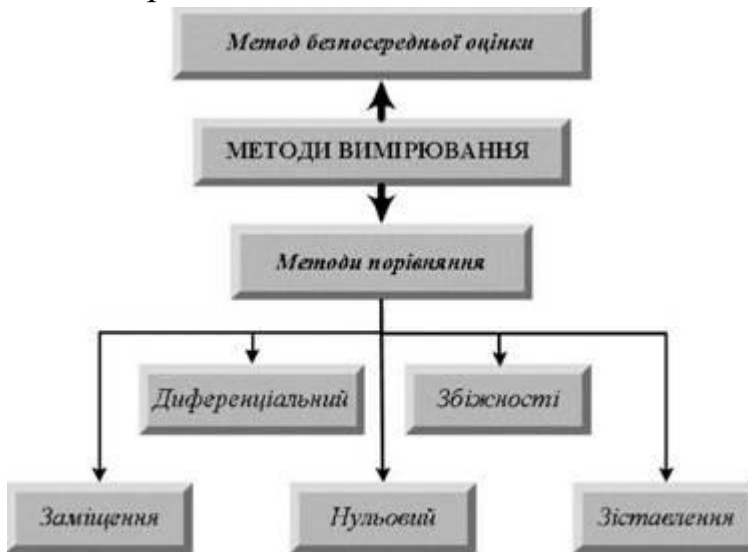 Метод безпосередньої оцінки
МЕТОДИ ВИМІРЮВАННЯ
Методи порівняння
Диференціальний
Збіжності
Заміщення
Нульовий
Зіставлення